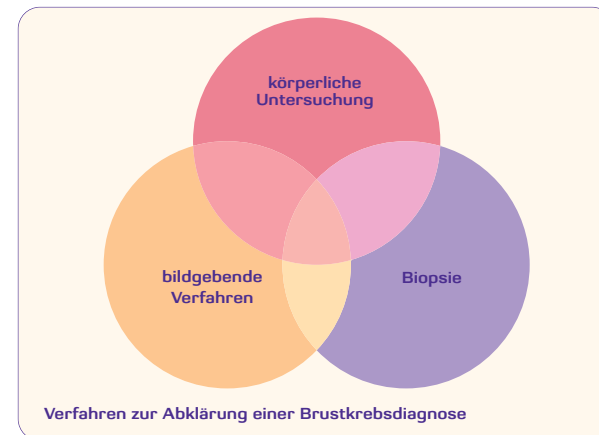 körperliche
Untersuchung
bildgebende
Verfahren
Biopsie
Verfahren zur Abklärung einer Brustkrebsdiagnose